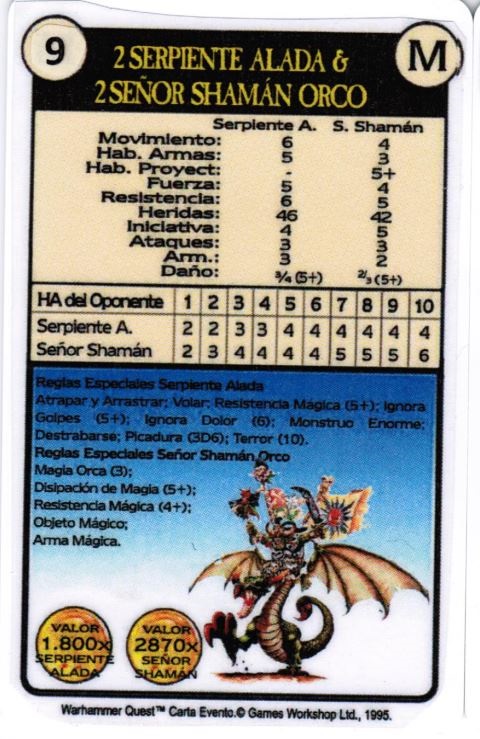 9
2 SERPIENTE ALADA &
2 SEÑOR SHAMÁN ORCO
M
Serpiente A. S. Shamán
Movimiento: 6 4
Hab. Armas: 5 3
Hab. Proyect: - 5+
Fuerza: 5 4
Resistencia: 6 5
Heridas: 46 42
Iniciativa: 4 5
Ataques: 3 3
Arm.: 3 2
Daño: ¾ (5+) ⅔ (5+)
HA del Oponente 1 2 3 4 5 6 7 8 9 10
Serpiente A. 2 2 3 3 4 4 4 4 4 4
Señor Shamán 2 3 4 4 4 4 5 5 5 6
Reglas Especiales Serpiente Alada
Atrapar y Arrastrar; Volar; Resistencia Mágica (5+); Ignora
Golpes (5+); Ignora Dolor (6); Monstruo Enorme;
Destrabarse; Picadura (3D6); Terror (10).
Reglas Especiales Señor Shamán Orco
Magia Orca (3);
Disipación de Magia (5+);
Resistencia Mágica (4+);
Objeto Mágico;
Arma Mágica.
VALOR
1.800x
SERPIENTE
ALADA
VALOR
2870x
SEÑOR
SHAMÁN
Warhammer Quest™ Carta Evento.© Games Workshop Ltd., 1995.